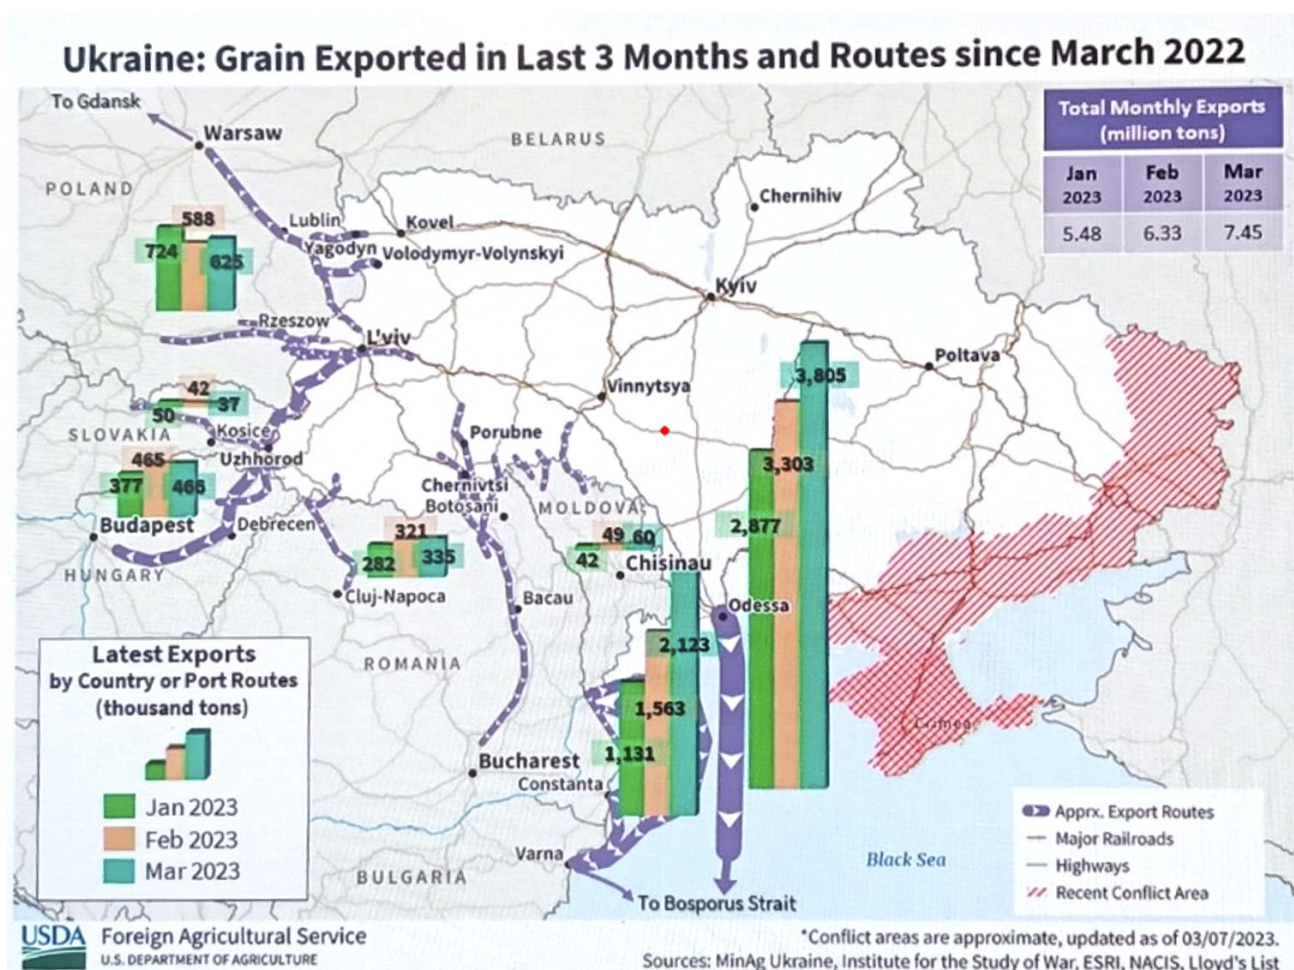 Ukraine: Grain Exported in Last 3 Months and Routes since March 2022
To Gdansk
Warsaw
BELARUS
POLAND
Total Monthly Exports
(million tons)
Jan
2023
Feb
2023
Mar
2023
5.48
6.33
7.45
Chernihiv
588
724
625
Lublin
Kovel
Yagodyn
Volodymyr-Volynskyi
Kyiv
Rzeszow
L'viv
Poltava
3,805
Vinnytsya
42
50
37
SLOVAKIA
Kosice
Uzhhorod
Porubne
465
377
466
3,303
Chernivtsi
Botosani
MOLDOVA
Budapest
Debrecen
2,877
321
282
335
49
60
42
Chisinau
HUNGARY
Cluj-Napoca
Bacau
Odessa
ROMANIA
2,123
1,563
1,131
Crimea
Latest Exports
by Country or Port Routes
(thousand tons)
Jan 2023
Feb 2023
Mar 2023
Bucharest
Constanta
Varna
BULGARIA
Black Sea
To Bosporus Strait
Apprx. Export Routes
Major Railroads
Highways
Recent Conflict Area
USDA
Foreign Agricultural Service
U.S. DEPARTMENT OF AGRICULTURE
*Conflict areas are approximate, updated as of 03/07/2023.
Sources: MinAg Ukraine, Institute for the Study of War, ESRI, NACIS, Lloyd's List